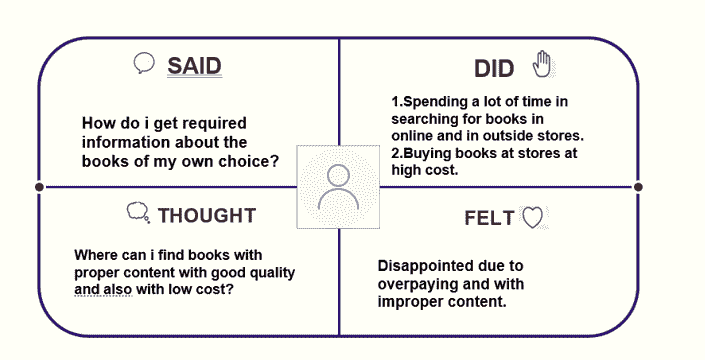 SAID
How do i get required
information about the
books of my own choice?
DID
1.Spending a lot of time in
searching for books in
online and in outside stores.
2.Buying books at stores at
high cost.
THOUGHT
Where can i find books with
proper content with good quality
and also with low cost?
FELT
Disappointed due to
overpaying and with
improper content.